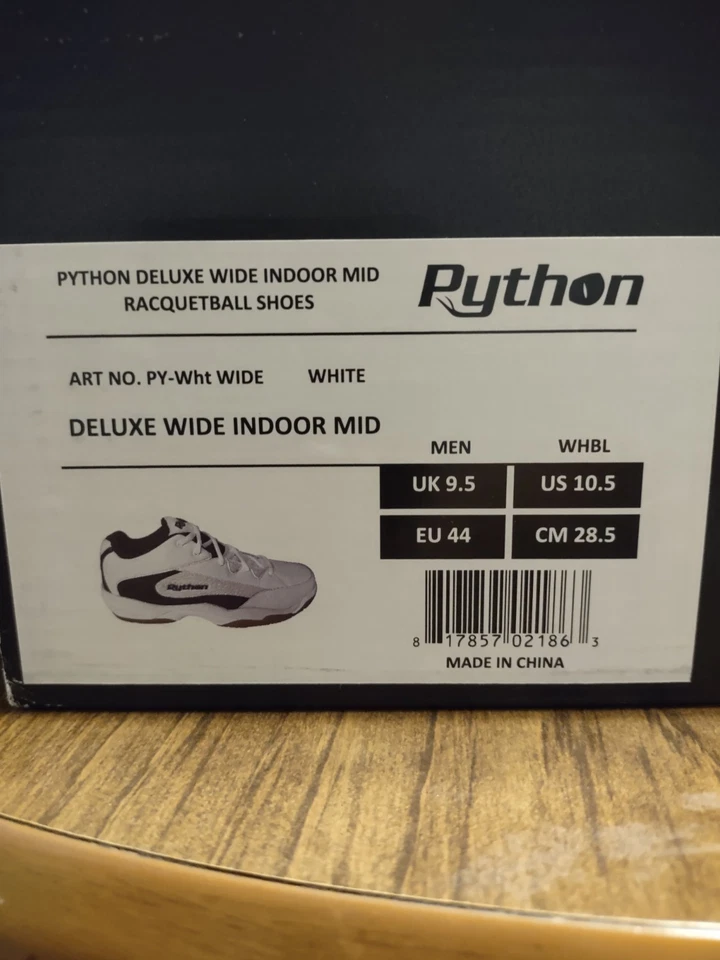 PYTHON DELUXE WIDE INDOOR MID
RACQUETBALL SHOES
Python
ART NO. PY-Wht WIDE WHITE
DELUXE WIDE INDOOR MID
MEN WHBL
UK 9.5 US 10.5
EU 44 CM 28.5
Python
8 17857 02186 3
MADE IN CHINA